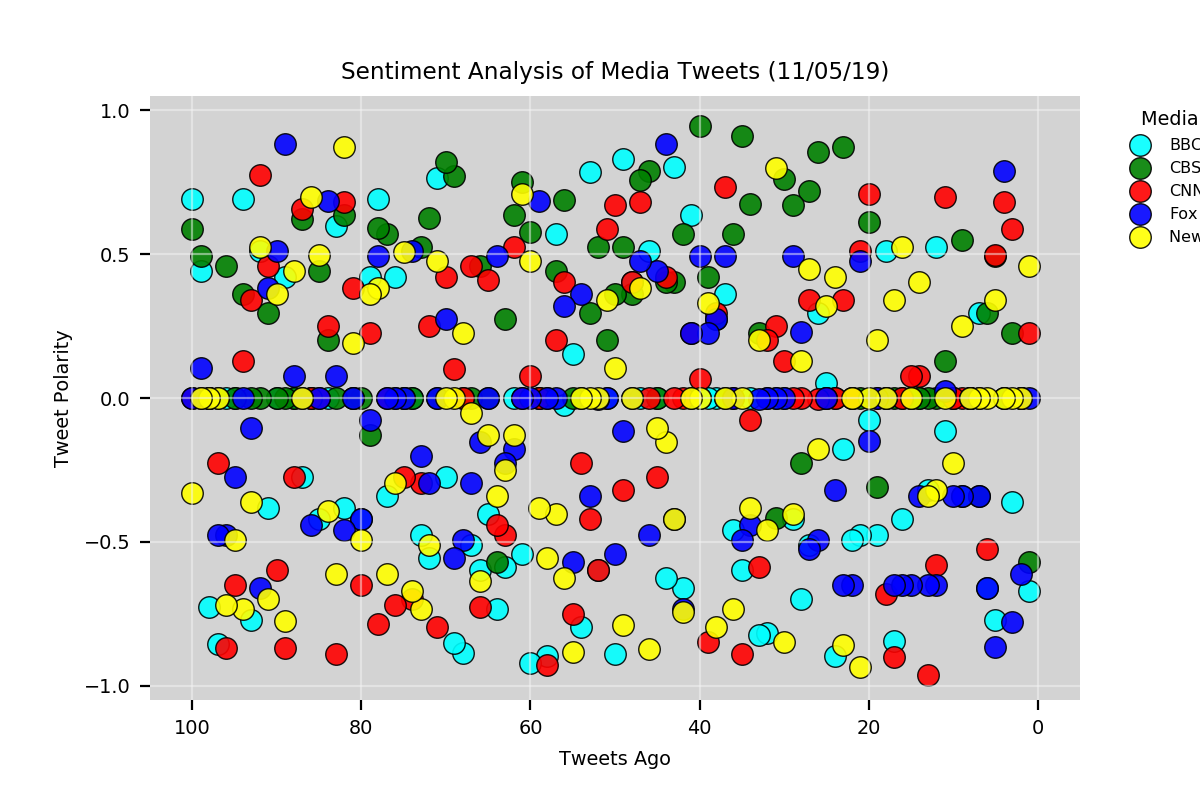 Sentiment Analysis of Media Tweets (11/05/19)
Media
BBC
CBS
CNN
Fox
New
1.0
0.5
0.0
−0.5
−1.0
Tweet Polarity
100
80
60
40
20
0
Tweets Ago